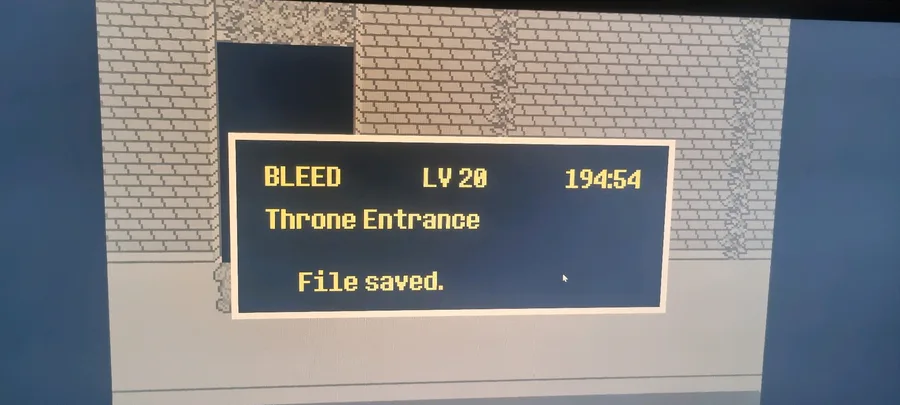 BLEED LV 20 194:54
Throne Entrance
File saved.